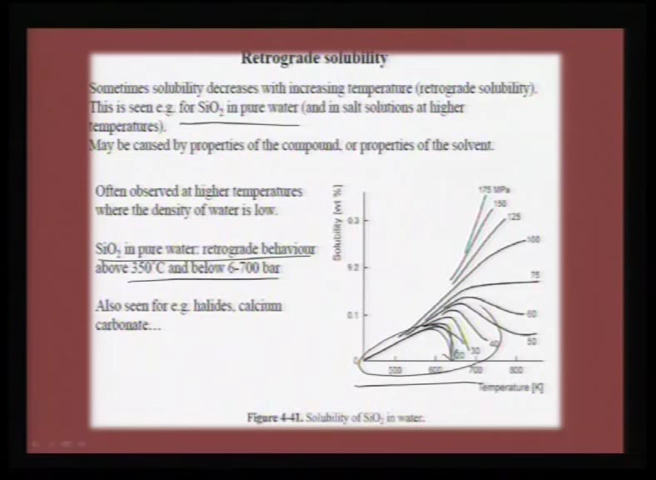 Retrograde solubility
Sometimes solubility decreases with increasing temperature (retrograde solubility).
This is seen e.g. for SiO₂ in pure water (and in salt solutions at higher
temperatures).
May be caused by properties of the compound, or properties of the solvent.
Often observed at higher temperatures
where the density of water is low.
SiO₂ in pure water: retrograde behaviour
above 350°C and below 6-700 bar
Also seen for e.g. halides, calcium
carbonate…
Solubility [wt %]
175 MPa
150
125
0.3
100
0.2
75
0.1
60
50
40
30
0
500
600
700
800
Temperature [K]
Figure 4-41. Solubility of SiO₂ in water.